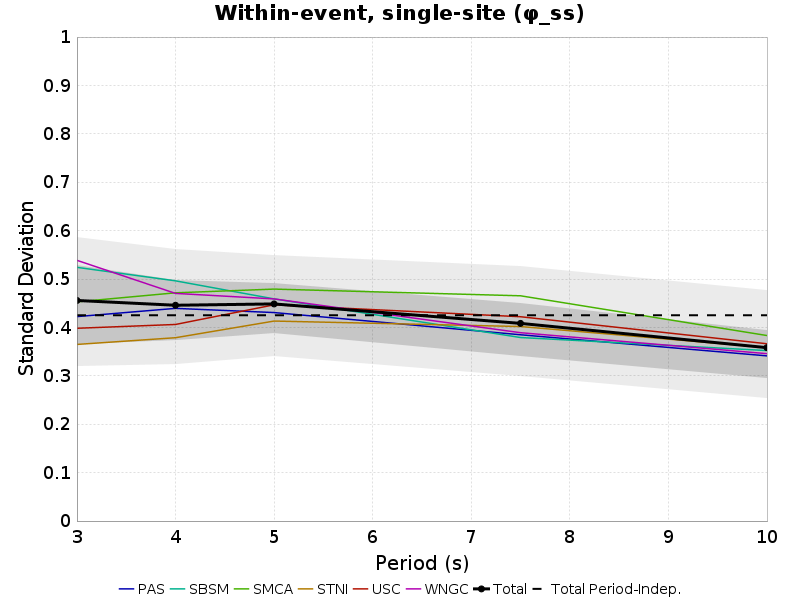 Within-event, single-site (φ_ss)
1
0.9
0.8
0.7
0.6
0.5
0.4
0.3
0.2
0.1
0
Standard Deviation
3 4 5 6 7 8 9 10
Period (s)
PAS SBSM SMCA STNI USC WNGC Total Total Period-Indep.